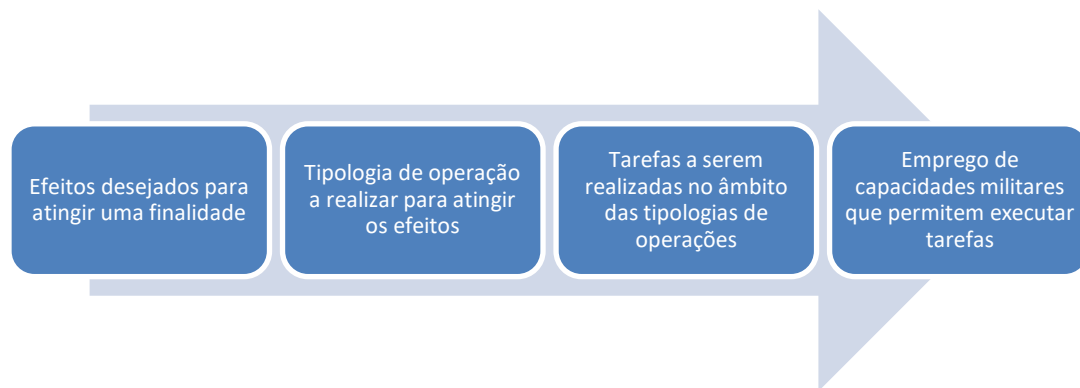 Efeitos desejados para
atingir uma finalidade
Tipologia de operação
a realizar para atingir
os efeitos
Tarefas a serem
realizadas no âmbito
das tipologias de
operações
Emprego de
capacidades militares
que permitem executar
tarefas